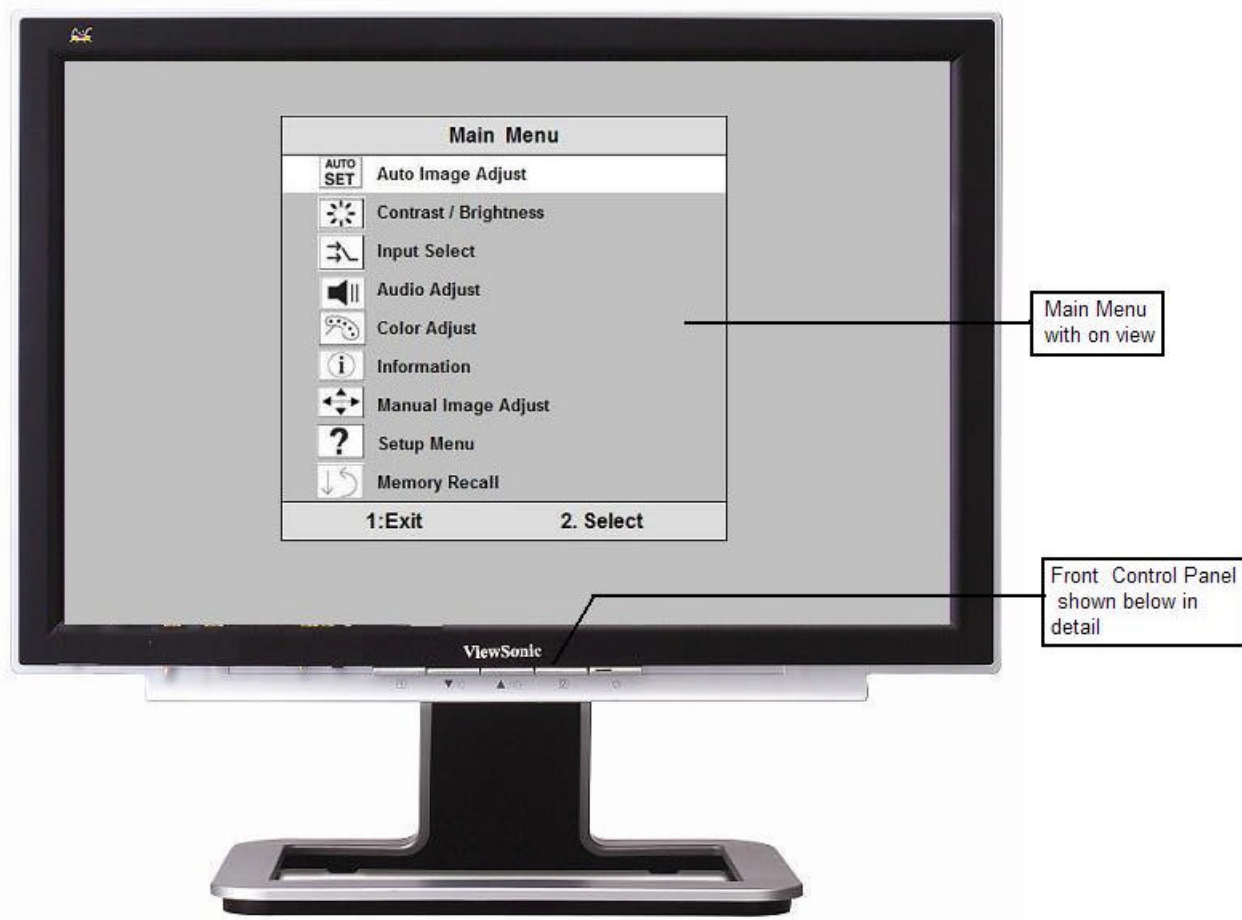 Main Menu
AUTO
SET
Auto Image Adjust
Contrast / Brightness
Input Select
Audio Adjust
Color Adjust
i
Information
Manual Image Adjust
?
Setup Menu
Memory Recall
1:Exit 2. Select
Main Menu
with on view
Front Control Panel
shown below in
detail
ViewSonic